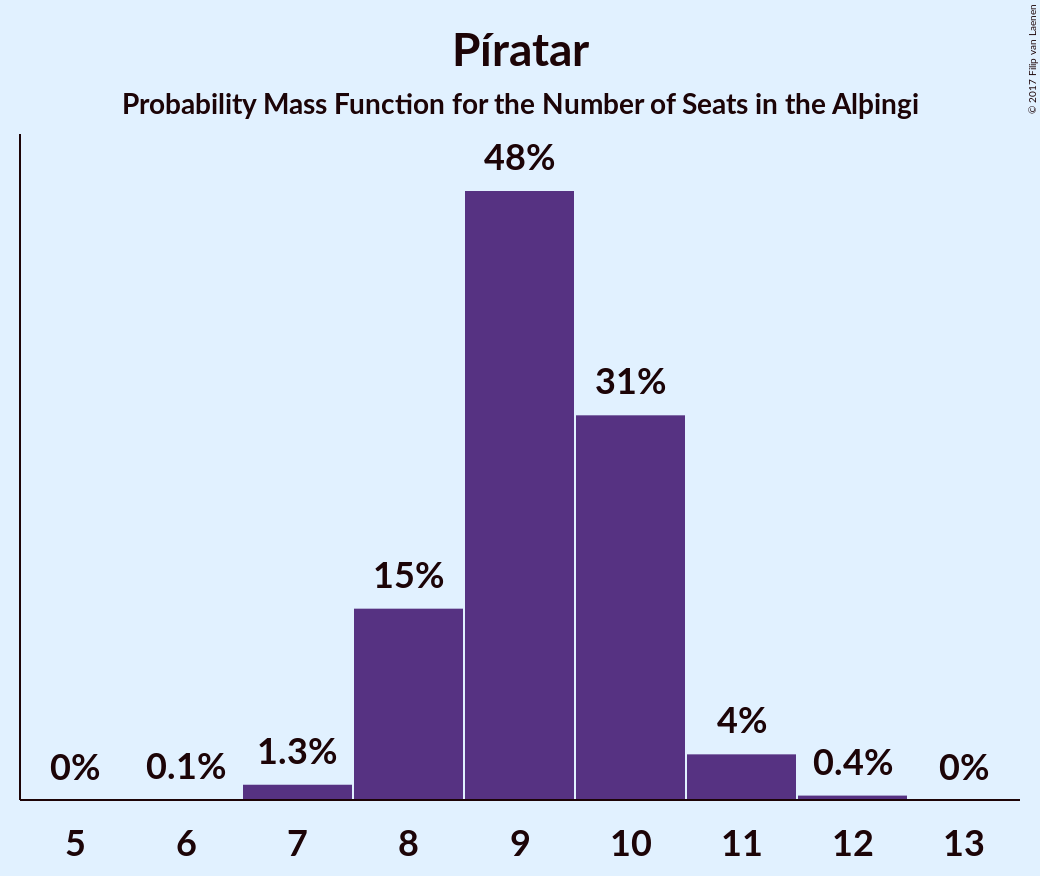 Píratar
Probability Mass Function for the Number of Seats in the Alþingi
© 2017 Filip van Laenen
48%
31%
15%
4%
1.3%
0.4%
0.1%
0%
0%
5 6 7 8 9 10 11 12 13